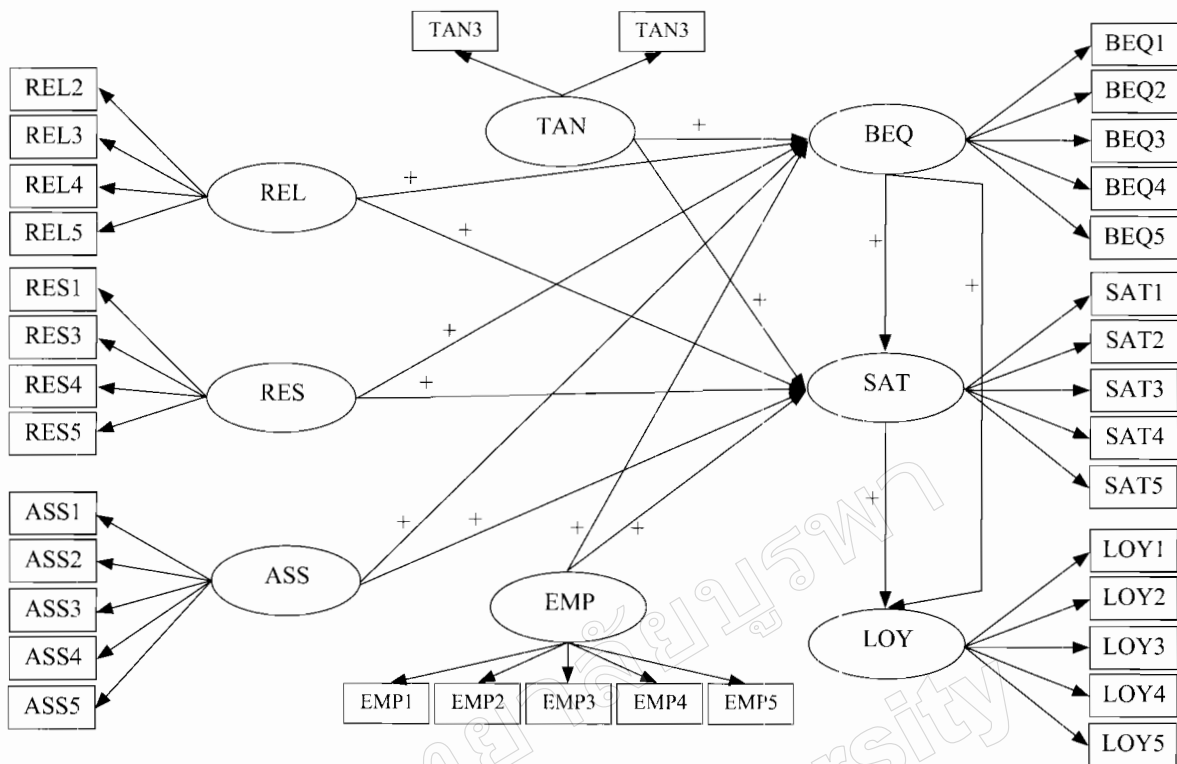 TAN3 TAN3
BEQ1
BEQ2
BEQ3
BEQ4
BEQ5
REL2
REL3
REL4
REL5
TAN
BEQ
REL
+
+
+
+
+
+
SAT1
SAT2
SAT3
SAT4
SAT5
RES1
RES3
RES4
RES5
RES
+
+
SAT
ASS1
ASS2
ASS3
ASS4
ASS5
ASS
+
+
+
+
+
EMP
LOY
LOY1
LOY2
LOY3
LOY4
LOY5
EMP1 EMP2 EMP3 EMP4 EMP5